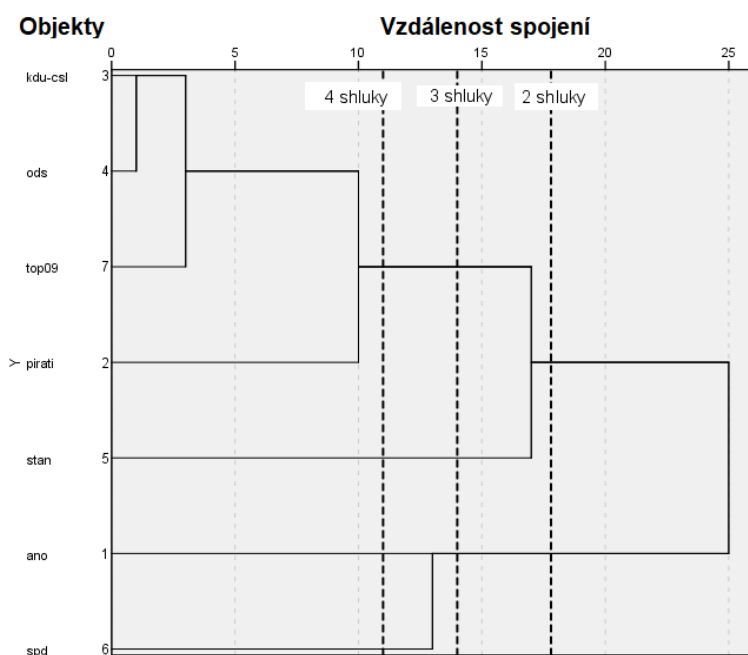 Objekty Vzdálenost spojení
0 5 10 15 20 25
4 shluky 3 shluky 2 shluky
kdu-csl 3
ods 4
top09 7
Y pirati 2
stan 5
ano 1
spd 6